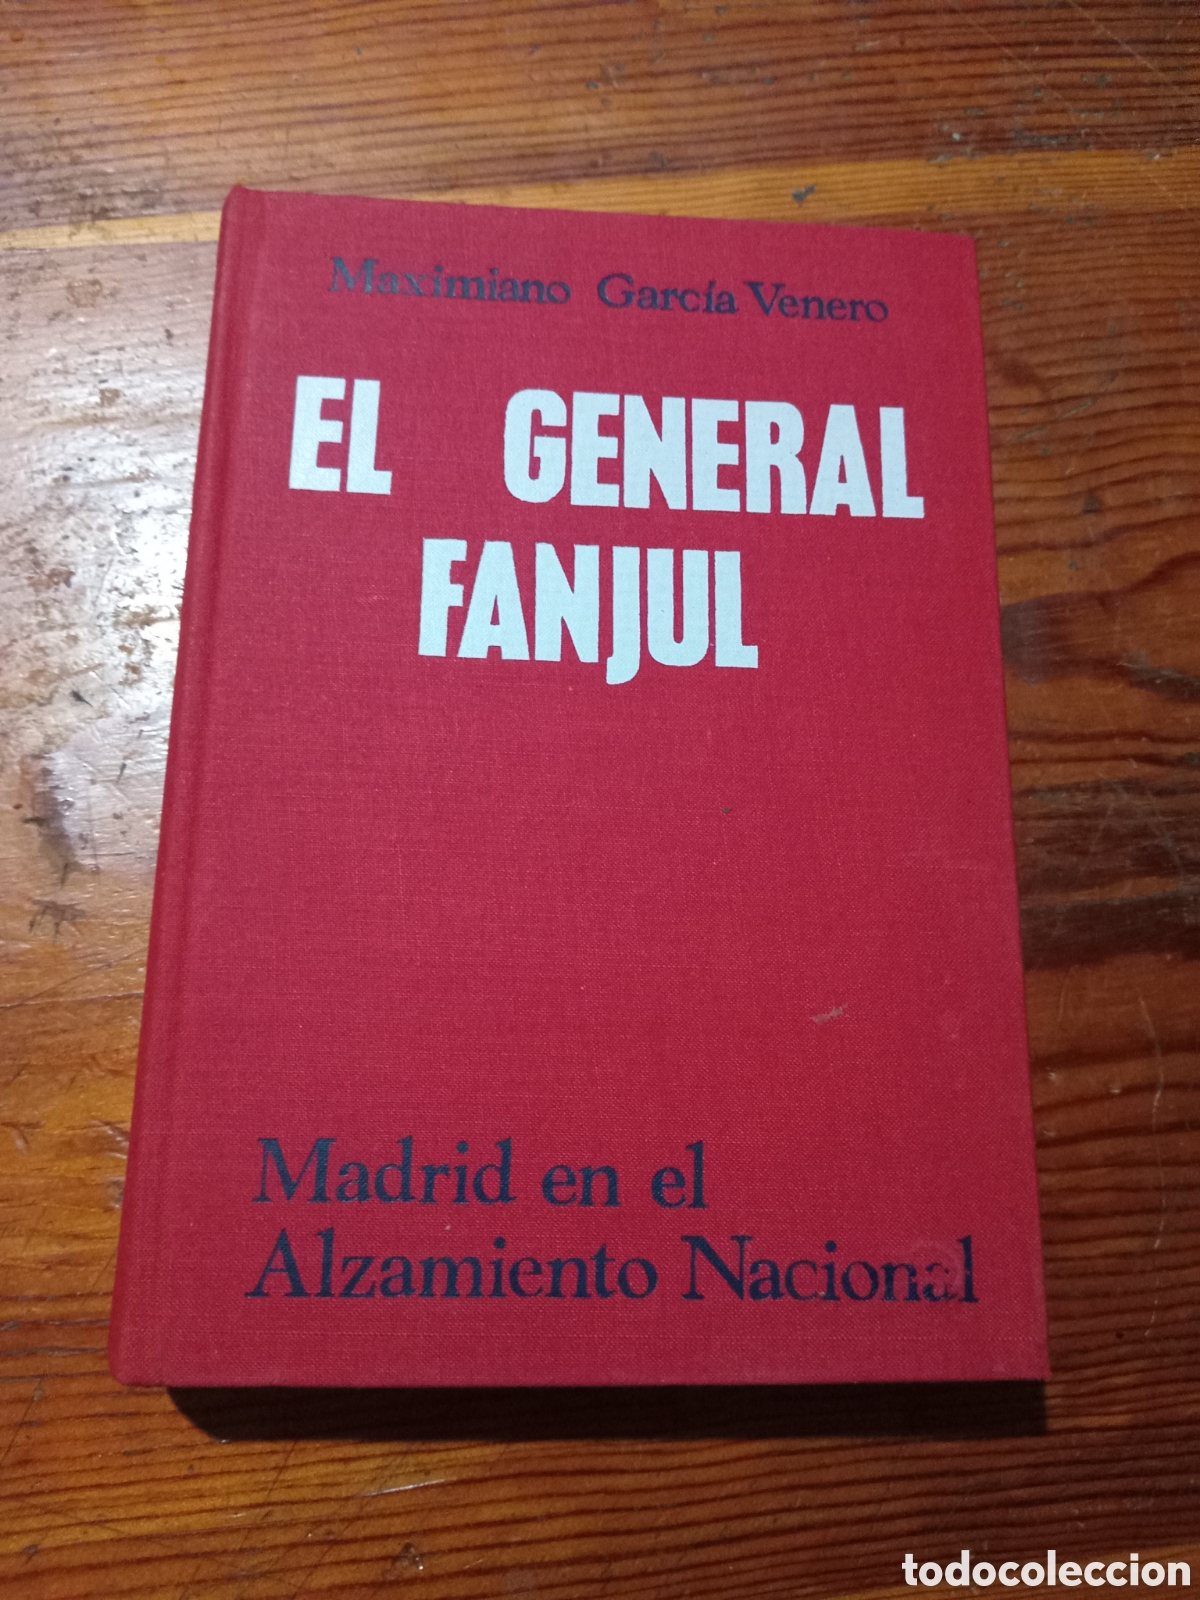 Maximiano García Venero
EL GENERAL
FANJUL
Madrid en el
Alzamiento Nacional
todocoleccion